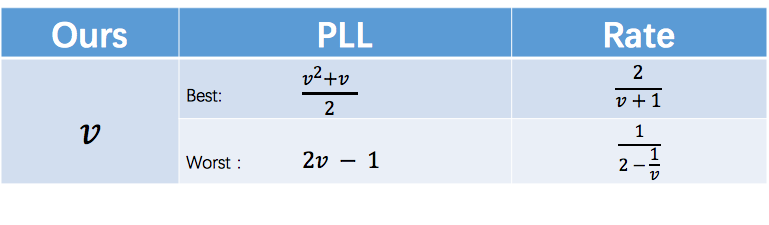 Ours PLL Rate
v
Best: (v²+v)/2 2/(v + 1)
Worst : 2v − 1 1/(2 − 1/v)